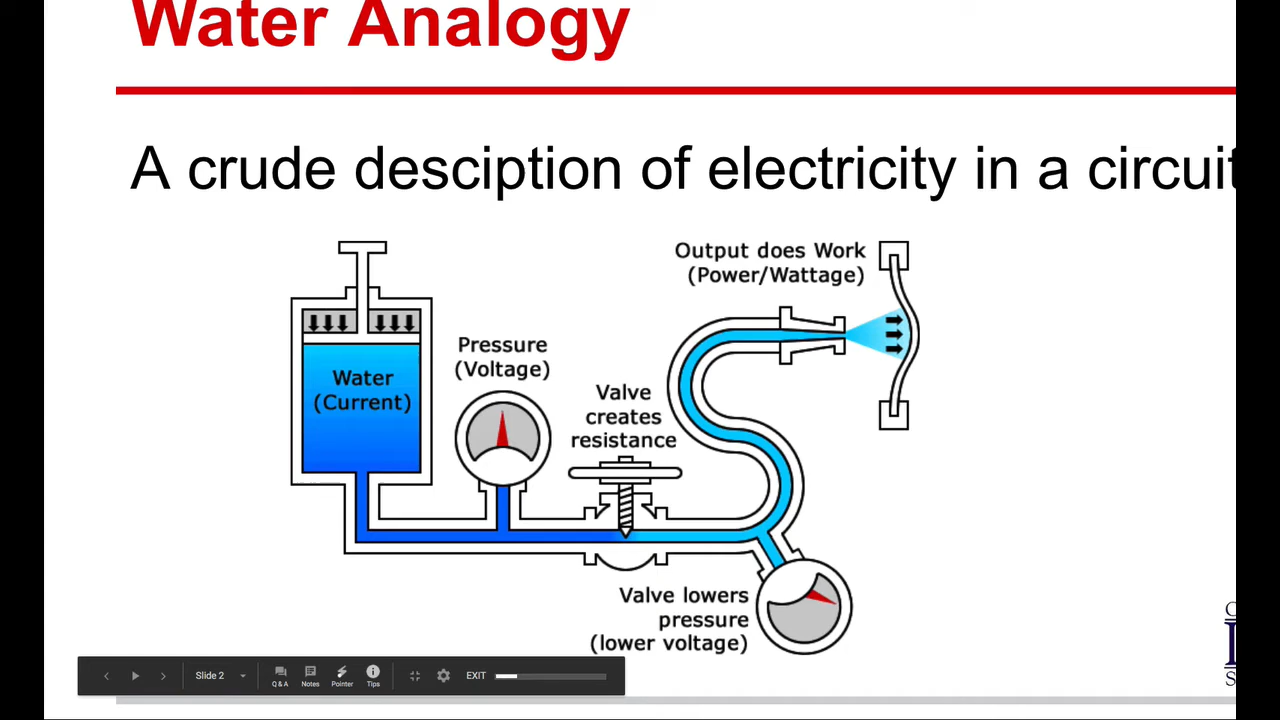 Water Analogy
A crude desciption of electricity in a circuit
Output does Work
(Power/Wattage)
Pressure
(Voltage)
Water
(Current)
Valve
creates
resistance
Valve lowers
pressure
(lower voltage)
Slide 2
Q & A
Notes
Pointer
Tips
EXIT